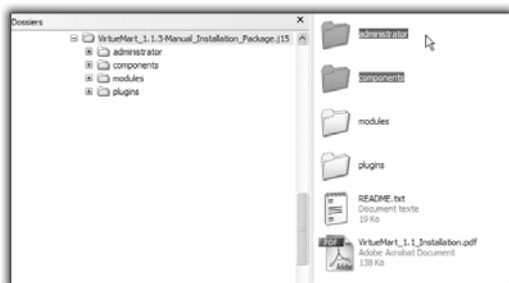 Dossiers
VirtueMart_1.1.3-Manual_Installation_Package.j15
administrator
components
modules
plugins
administrator
components
modules
plugins
README.txt
Document texte
19 Ko
VirtueMart_1.1_Installation.pdf
Adobe Acrobat Document
138 Ko
PDF
Adobe